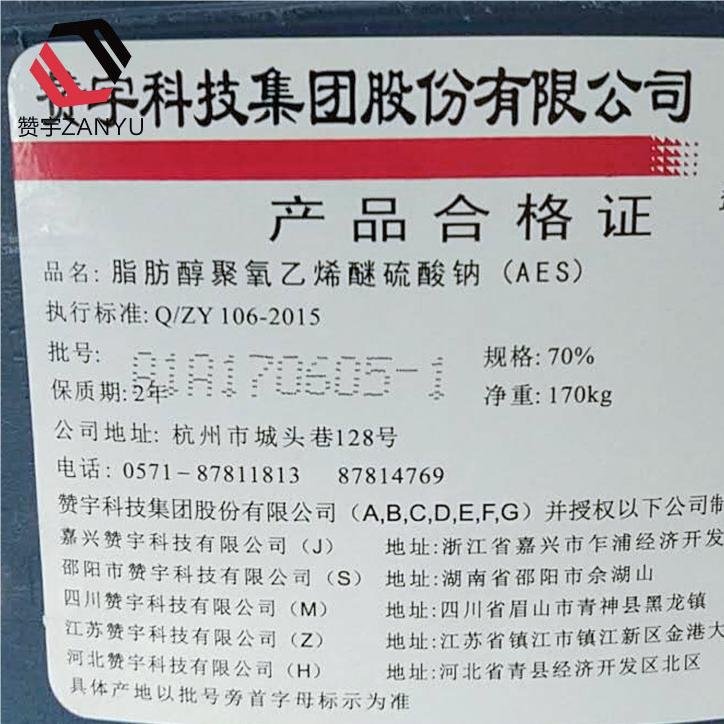 赞宇科技集团股份有限公司
赞宇ZANYU
产品合格证
品名: 脂肪醇聚氧乙烯醚硫酸钠 (AES)
执行标准: Q/ZY 106-2015
批号: A1A170605-1 规格: 70%
保质期: 2年 净重: 170kg
公司地址: 杭州市城头巷128号
电话: 0571-87811813 87814769
赞宇科技集团股份有限公司 (A,B,C,D,E,F,G) 并授权以下公司制
嘉兴赞宇科技有限公司 (J) 地址:浙江省嘉兴市乍浦经济开发
邵阳市赞宇科技有限公司 (S) 地址:湖南省邵阳市佘湖山
四川赞宇科技有限公司 (M) 地址:四川省眉山市青神县黑龙镇
江苏赞宇科技有限公司 (Z) 地址:江苏省镇江市镇江新区金港大
河北赞宇科技有限公司 (H) 地址:河北省青县经济开发区北区
具体产地以批号旁首字母标示为准